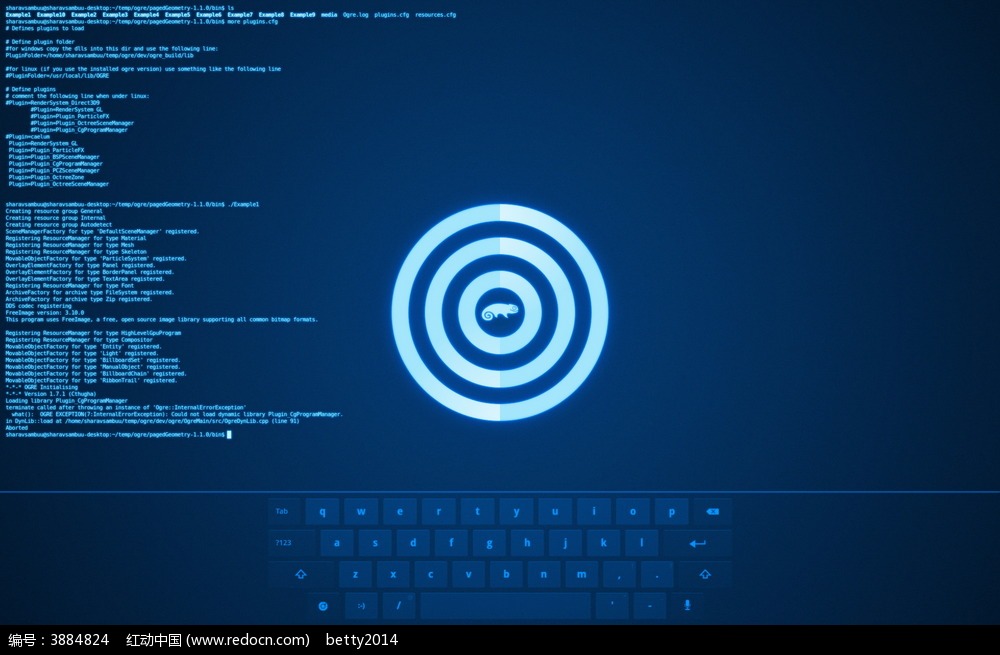 sharavsambuu@sharavsambuu-desktop:~/temp/ogre/pagedGeometry-1.1.0/bin$ ls
Example1 Example10 Example2 Example3 Example4 Example5 Example6 Example7 Example8 Example9 media Ogre.log plugins.cfg resources.cfg
sharavsambuu@sharavsambuu-desktop:~/temp/ogre/pagedGeometry-1.1.0/bin$ more plugins.cfg
# Defines plugins to load
# Define plugin folder
#for windows copy the dlls into this dir and use the following line:
PluginFolder=/home/sharavsambuu/temp/ogre/dev/ogre_build/lib
#for linux (if you use the installed ogre version) use something like the following line
#PluginFolder=/usr/local/lib/OGRE
# Define plugins
# comment the following line when under linux:
#Plugin=RenderSystem_Direct3D9
#Plugin=RenderSystem_GL
#Plugin=Plugin_ParticleFX
#Plugin=Plugin_OctreeSceneManager
#Plugin=Plugin_CgProgramManager
#Plugin=caelum
Plugin=RenderSystem_GL
Plugin=Plugin_ParticleFX
Plugin=Plugin_BSPSceneManager
Plugin=Plugin_CgProgramManager
Plugin=Plugin_PCZSceneManager
Plugin=Plugin_OctreeZone
Plugin=Plugin_OctreeSceneManager
sharavsambuu@sharavsambuu-desktop:~/temp/ogre/pagedGeometry-1.1.0/bin$ ./Example1
Creating resource group General
Creating resource group Internal
Creating resource group Autodetect
SceneManagerFactory for type 'DefaultSceneManager' registered.
Registering ResourceManager for type Material
Registering ResourceManager for type Mesh
Registering ResourceManager for type Skeleton
MovableObjectFactory for type 'ParticleSystem' registered.
OverlayElementFactory for type Panel registered.
OverlayElementFactory for type BorderPanel registered.
OverlayElementFactory for type TextArea registered.
Registering ResourceManager for type Font
ArchiveFactory for archive type FileSystem registered.
ArchiveFactory for archive type Zip registered.
DDS codec registering
FreeImage version: 3.10.0
This program uses FreeImage, a free, open source image library supporting all common bitmap formats.
Registering ResourceManager for type HighLevelGpuProgram
Registering ResourceManager for type Compositor
MovableObjectFactory for type 'Entity' registered.
MovableObjectFactory for type 'Light' registered.
MovableObjectFactory for type 'BillboardSet' registered.
MovableObjectFactory for type 'ManualObject' registered.
MovableObjectFactory for type 'BillboardChain' registered.
MovableObjectFactory for type 'RibbonTrail' registered.
*-*-* OGRE Initialising
*-*-* Version 1.7.1 (Cthugha)
Loading library Plugin_CgProgramManager
terminate called after throwing an instance of 'Ogre::InternalErrorException'
what(): OGRE EXCEPTION(7:InternalErrorException): Could not load dynamic library Plugin_CgProgramManager.
in DynLib::load at /home/sharavsambuu/temp/ogre/dev/ogre/OgreMain/src/OgreDynLib.cpp (line 91)
Aborted
sharavsambuu@sharavsambuu-desktop:~/temp/ogre/pagedGeometry-1.1.0/bin$
Tab q w e r t y u i o p
?123 a s d f g h j k l
z x c v b n m , .
@ :-) / ' -
编号：3884824 红动中国 (www.redocn.com) betty2014